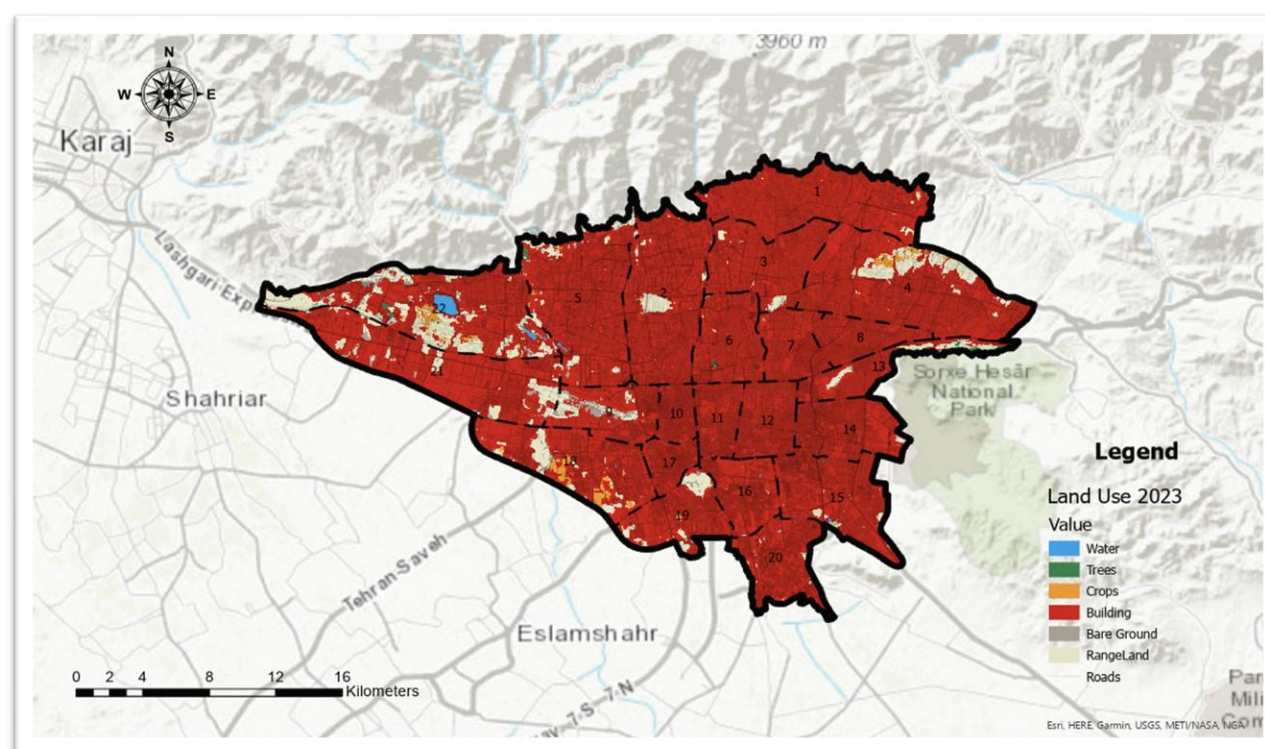 3960 m
N
W E
S
Karaj
Lashgari Exp
1
3
4
22
5
2
6
7
8
13
21
Shahriar
Sorxe Hesār
National
Park
9
10
11
12
14
17
18
16
15
19
20
Tehran-Saveh
Eslamshahr
7-S 7-N
Legend
Land Use 2023
Value
Water
Trees
Crops
Building
Bare Ground
RangeLand
Roads
0 2 4 8 12 16
Kilometers
Esri, HERE, Garmin, USGS, METI/NASA, NGA